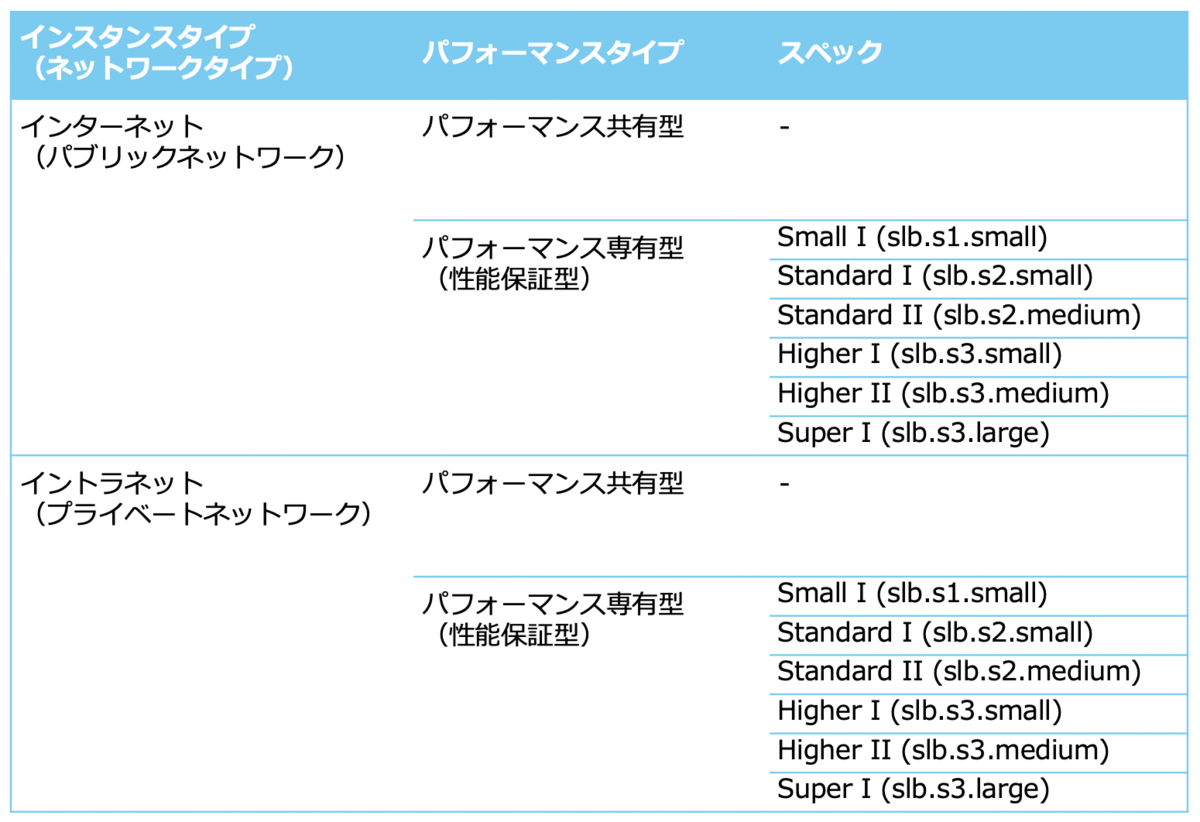 インスタンスタイプ
（ネットワークタイプ）
パフォーマンスタイプ
スペック
インターネット
（パブリックネットワーク）
パフォーマンス共有型
-
パフォーマンス専有型
（性能保証型）
Small I (slb.s1.small)
Standard I (slb.s2.small)
Standard II (slb.s2.medium)
Higher I (slb.s3.small)
Higher II (slb.s3.medium)
Super I (slb.s3.large)
イントラネット
（プライベートネットワーク）
パフォーマンス共有型
-
パフォーマンス専有型
（性能保証型）
Small I (slb.s1.small)
Standard I (slb.s2.small)
Standard II (slb.s2.medium)
Higher I (slb.s3.small)
Higher II (slb.s3.medium)
Super I (slb.s3.large)